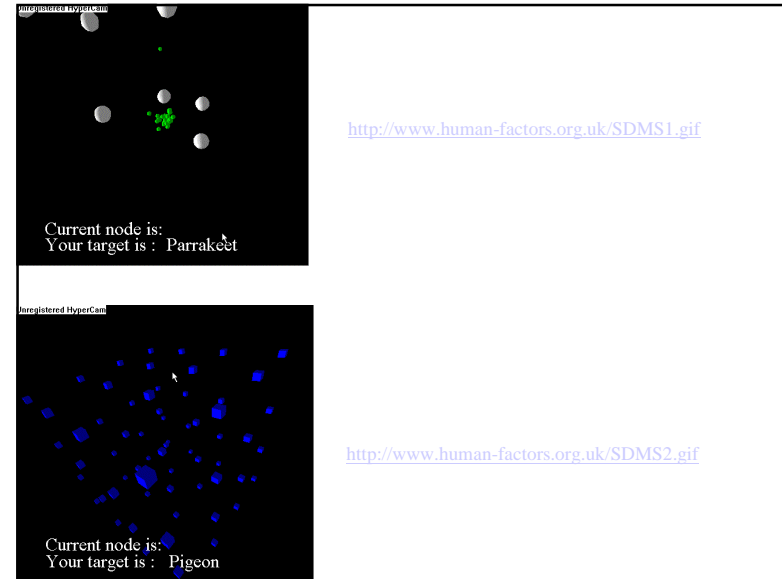 Unregistered HyperCam
http://www.human-factors.org.uk/SDMS1.gif
Current node is:
Your target is : Parrakeet
Unregistered HyperCam
http://www.human-factors.org.uk/SDMS2.gif
Current node is:
Your target is : Pigeon